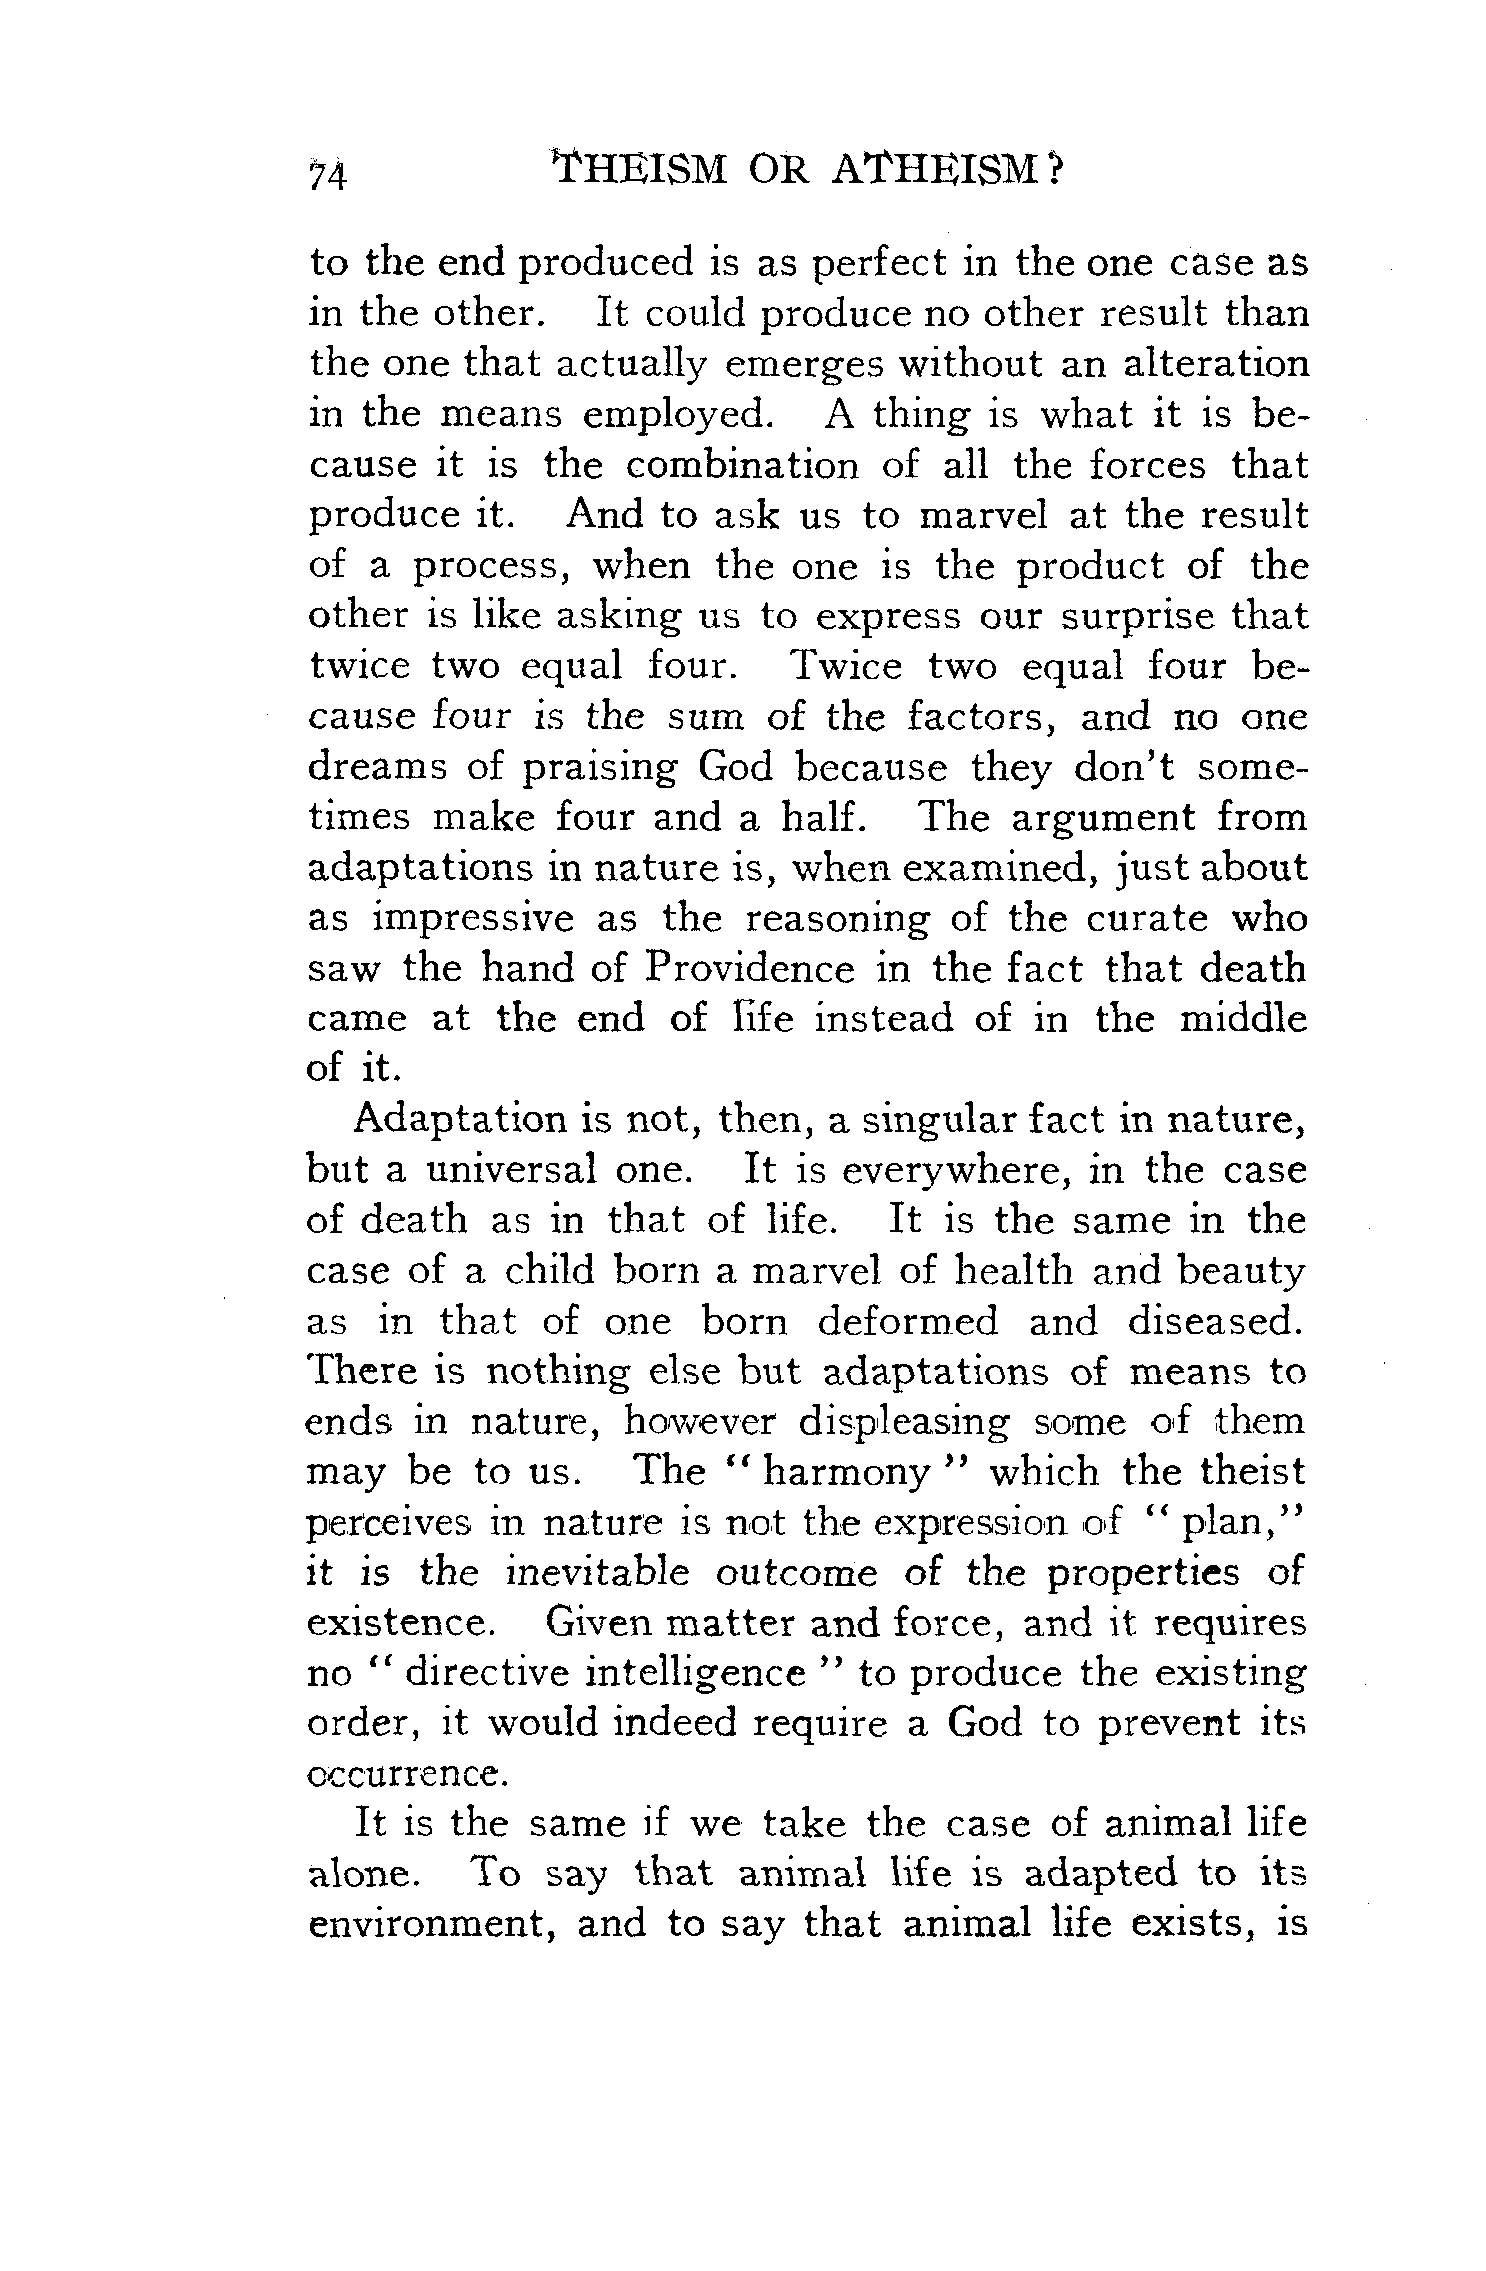 74 THEISM OR ATHEISM?
to the end produced is as perfect in the one case as
in the other. It could produce no other result than
the one that actually emerges without an alteration
in the means employed. A thing is what it is be-
cause it is the combination of all the forces that
produce it. And to ask us to marvel at the result
of a process, when the one is the product of the
other is like asking us to express our surprise that
twice two equal four. Twice two equal four be-
cause four is the sum of the factors, and no one
dreams of praising God because they don't some-
times make four and a half. The argument from
adaptations in nature is, when examined, just about
as impressive as the reasoning of the curate who
saw the hand of Providence in the fact that death
came at the end of life instead of in the middle
of it.
Adaptation is not, then, a singular fact in nature,
but a universal one. It is everywhere, in the case
of death as in that of life. It is the same in the
case of a child born a marvel of health and beauty
as in that of one born deformed and diseased.
There is nothing else but adaptations of means to
ends in nature, however displeasing some of them
may be to us. The " harmony " which the theist
perceives in nature is not the expression of " plan,"
it is the inevitable outcome of the properties of
existence. Given matter and force, and it requires
no " directive intelligence " to produce the existing
order, it would indeed require a God to prevent its
occurrence.
It is the same if we take the case of animal life
alone. To say that animal life is adapted to its
environment, and to say that animal life exists, is